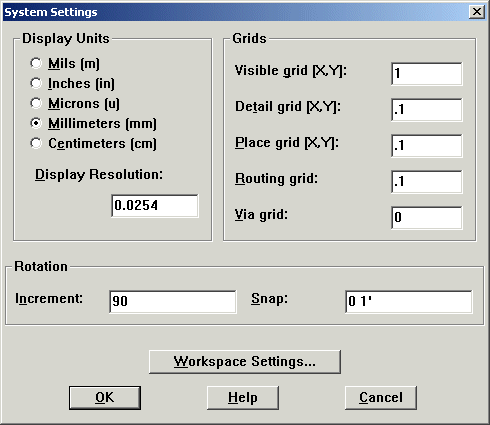 System Settings
Display Units
Mils (m)
Inches (in)
Microns (u)
Millimeters (mm)
Centimeters (cm)
Display Resolution:
0.0254
Grids
Visible grid [X,Y]: 1
Detail grid [X,Y]: .1
Place grid [X,Y]: .1
Routing grid: .1
Via grid: 0
Rotation
Increment: 90 Snap: 0 1'
Workspace Settings...
OK Help Cancel